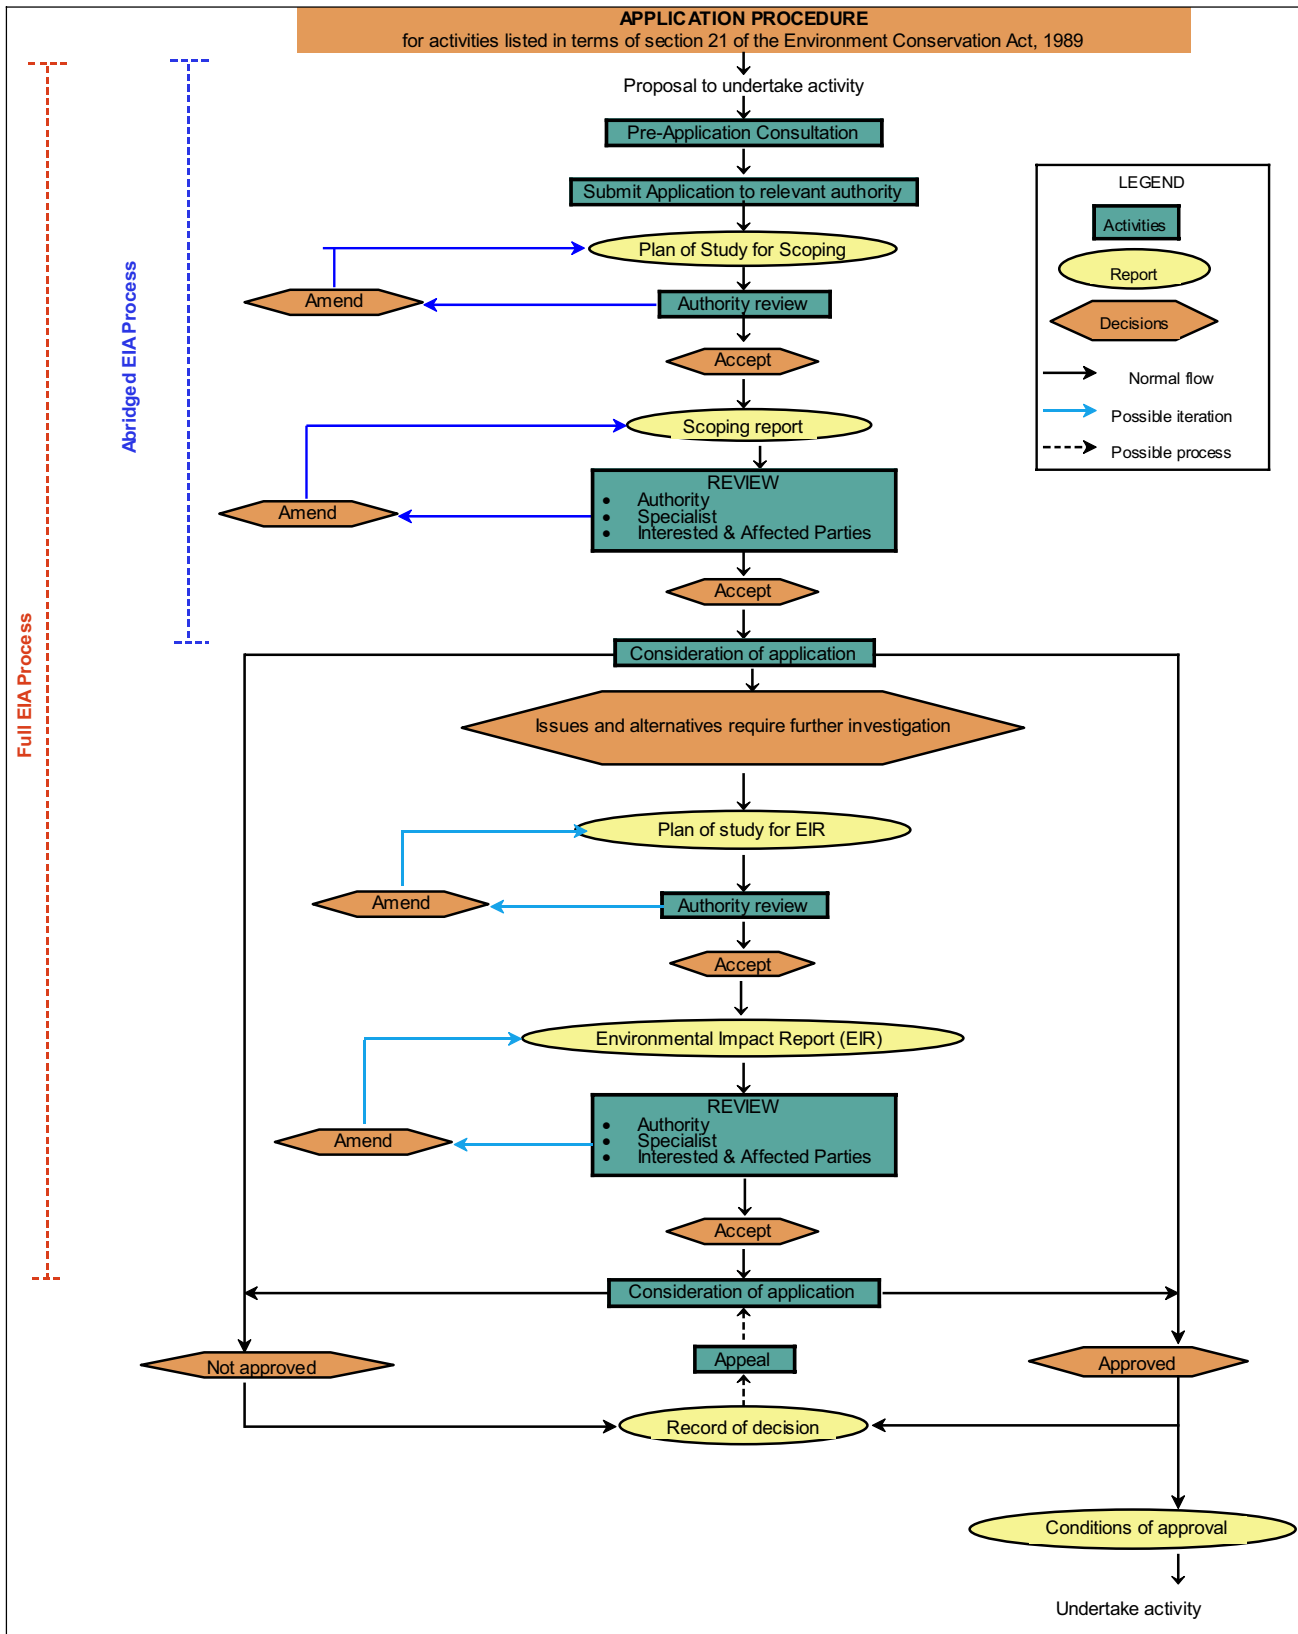 APPLICATION PROCEDURE
for activities listed in terms of section 21 of the Environment Conservation Act, 1989
Proposal to undertake activity
Pre-Application Consultation
Submit Application to relevant authority
LEGEND
Activities
Report
Decisions
Normal flow
Possible iteration
Possible process
Plan of Study for Scoping
Amend
Authority review
Accept
Abridged EIA Process
Scoping report
REVIEW
• Authority
• Specialist
• Interested & Affected Parties
Amend
Accept
Full EIA Process
Consideration of application
Issues and alternatives require further investigation
Plan of study for EIR
Amend
Authority review
Accept
Environmental Impact Report (EIR)
REVIEW
• Authority
• Specialist
• Interested & Affected Parties
Amend
Accept
Consideration of application
Not approved
Appeal
Approved
Record of decision
Conditions of approval
Undertake activity